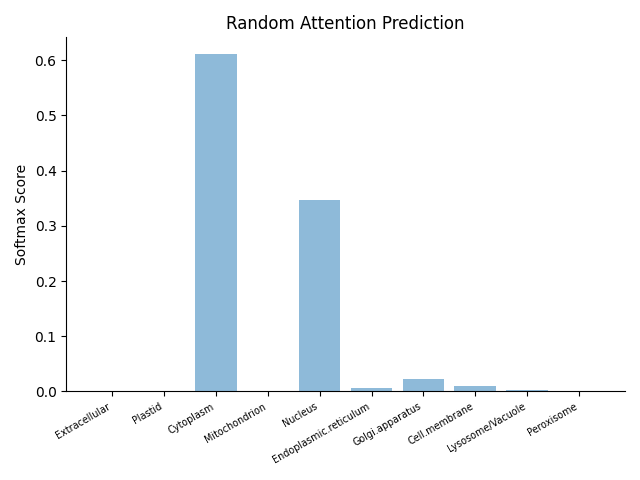 Random Attention Prediction
Softmax Score
0.6
0.5
0.4
0.3
0.2
0.1
0.0
Extracellular
Plastid
Cytoplasm
Mitochondrion
Nucleus
Endoplasmic.reticulum
Golgi.apparatus
Cell.membrane
Lysosome/Vacuole
Peroxisome